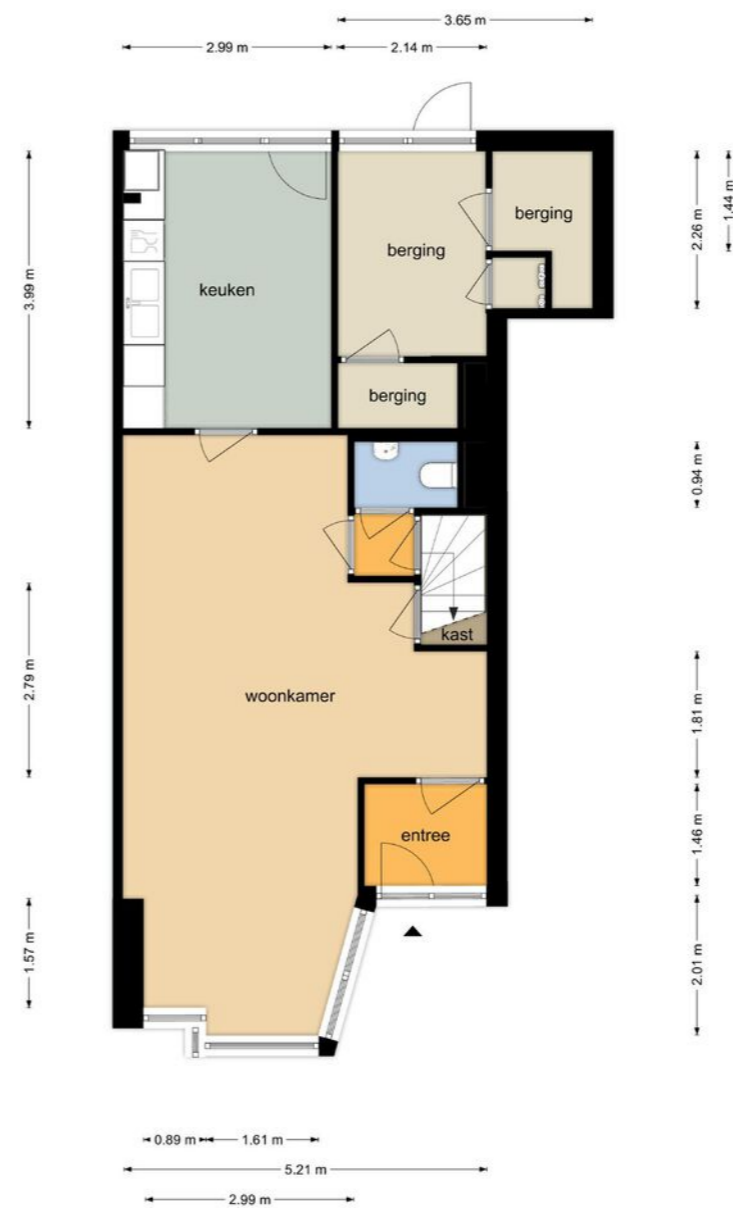 3.65 m
2.99 m
2.14 m
3.99 m
2.26 m
1.44 m
berging
berging
keuken
berging
0.94 m
kast
2.79 m
woonkamer
1.81 m
entree
1.46 m
1.57 m
2.01 m
0.89 m
1.61 m
5.21 m
2.99 m